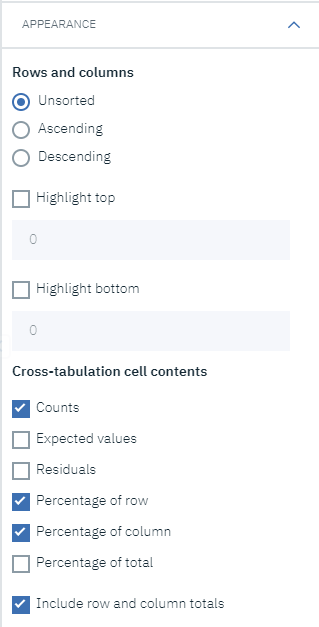 APPEARANCE
Rows and columns
Unsorted
Ascending
Descending
Highlight top
0
Highlight bottom
0
Cross-tabulation cell contents
Counts
Expected values
Residuals
Percentage of row
Percentage of column
Percentage of total
Include row and column totals